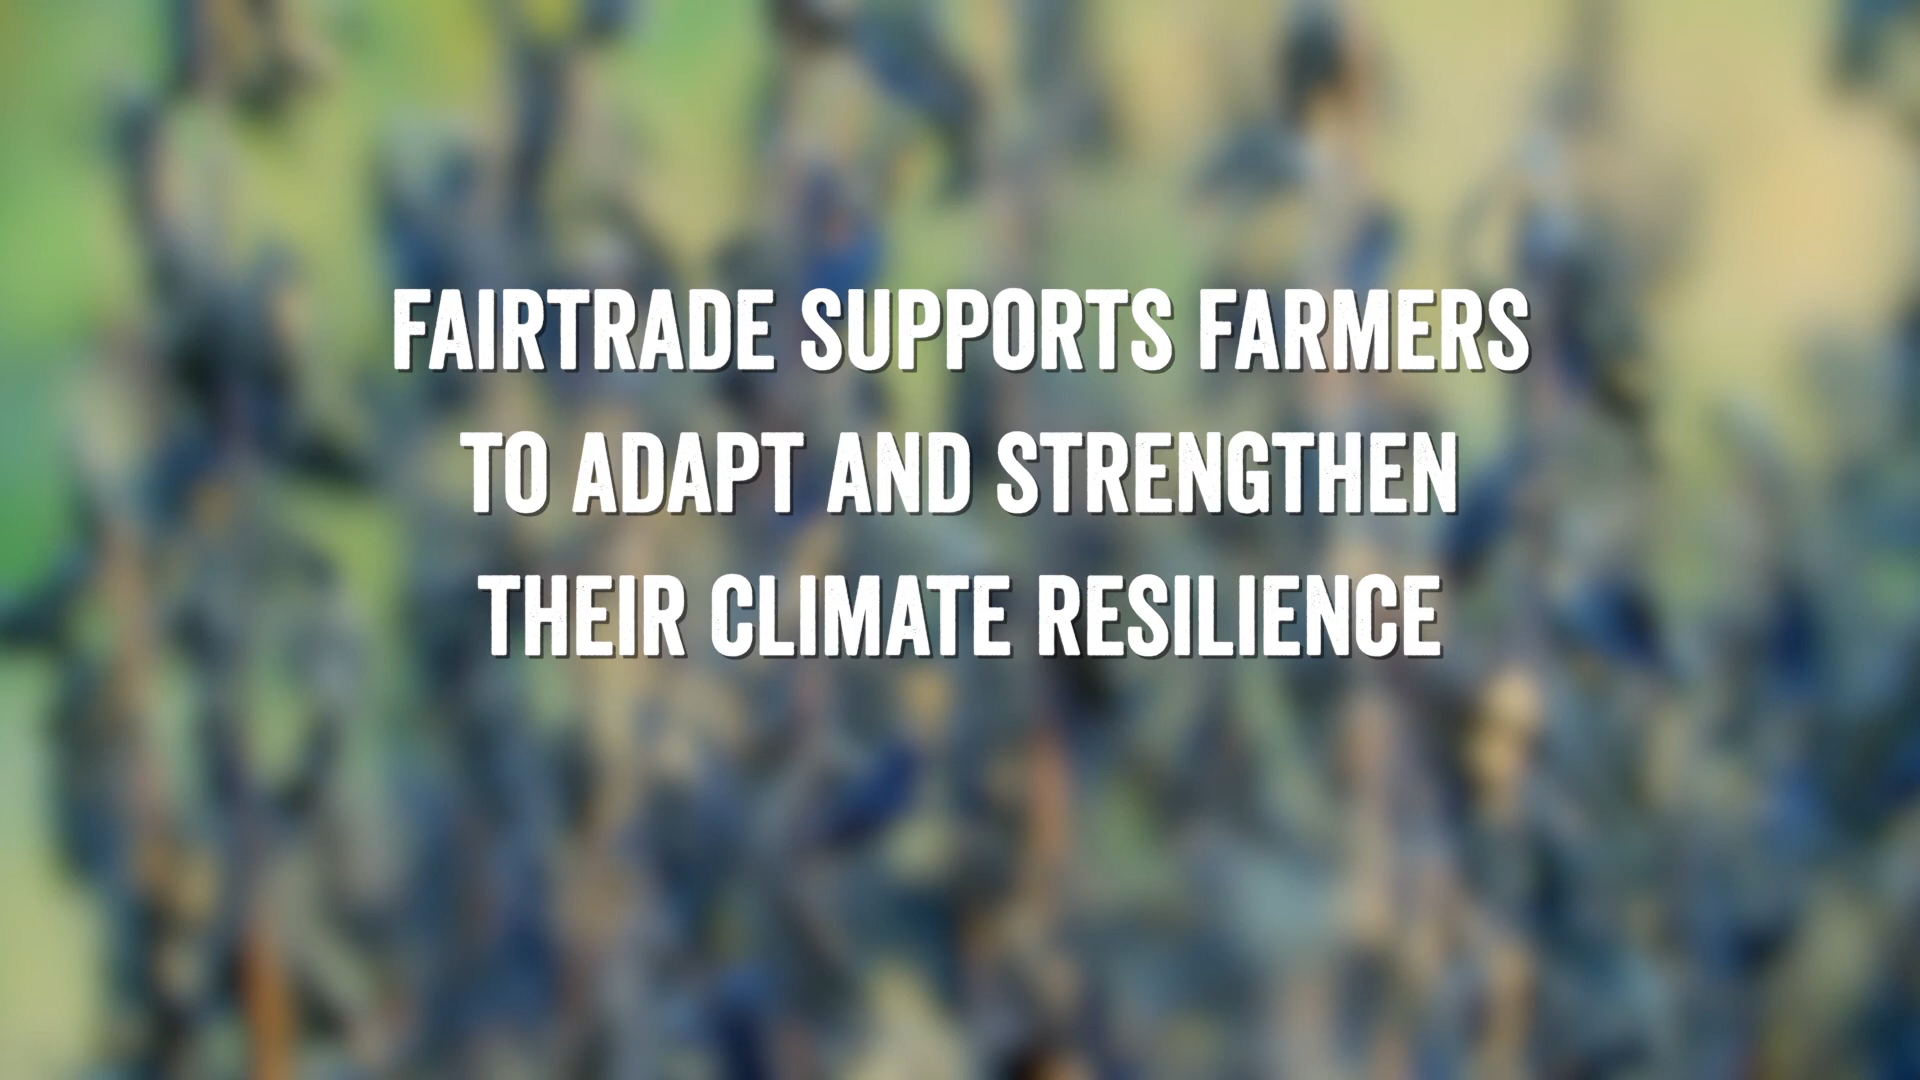 FAIRTRADE SUPPORTS FARMERS
TO ADAPT AND STRENGTHEN
THEIR CLIMATE RESILIENCE